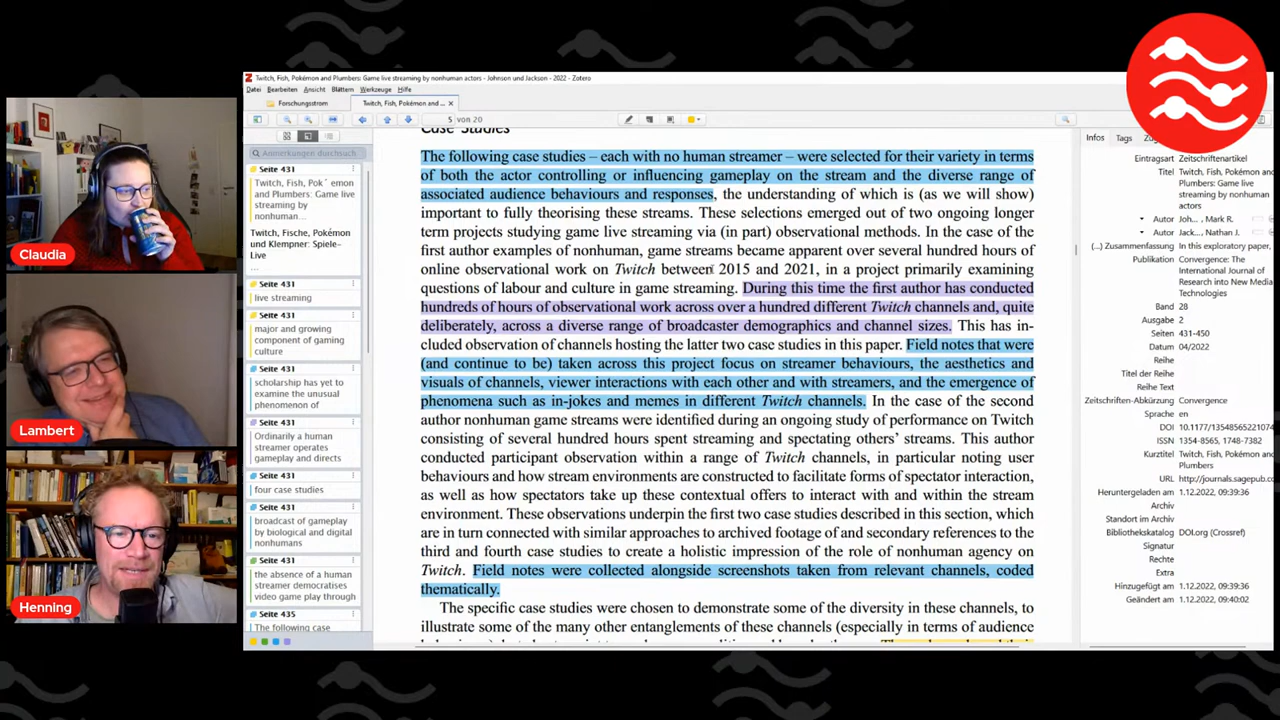 Twitch, Fish, Pokémon and Plumbers: Game live streaming by nonhuman actors - Johnson und Jackson - 2022 - Zotero
Datei Bearbeiten Ansicht Blättern Werkzeuge Hilfe
Forschungsstrom
Twitch, Fish, Pokémon and ...
5 von 20
Anmerkungen durchsuch
Seite 431
Twitch, Fish, Pok´ emon
and Plumbers: Game live
streaming by
nonhuman...
Twitch, Fische, Pokémon
und Klempner: Spiele-
Live
...
Seite 431
live streaming
Seite 431
major and growing
component of gaming
culture
Seite 431
scholarship has yet to
examine the unusual
phenomenon of
Seite 431
Ordinarily a human
streamer operates
gameplay and directs
Seite 431
four case studies
Seite 431
broadcast of gameplay
by biological and digital
nonhumans
Seite 431
the absence of a human
streamer democratises
video game play through
Seite 435
The following case
Case Studies
The following case studies – each with no human streamer – were selected for their variety in terms
of both the actor controlling or influencing gameplay on the stream and the diverse range of
associated audience behaviours and responses, the understanding of which is (as we will show)
important to fully theorising these streams. These selections emerged out of two ongoing longer
term projects studying game live streaming via (in part) observational methods. In the case of the
first author examples of nonhuman, game streams became apparent over several hundred hours of
online observational work on Twitch between 2015 and 2021, in a project primarily examining
questions of labour and culture in game streaming. During this time the first author has conducted
hundreds of hours of observational work across over a hundred different Twitch channels and, quite
deliberately, across a diverse range of broadcaster demographics and channel sizes. This has in-
cluded observation of channels hosting the latter two case studies in this paper. Field notes that were
(and continue to be) taken across this project focus on streamer behaviours, the aesthetics and
visuals of channels, viewer interactions with each other and with streamers, and the emergence of
phenomena such as in-jokes and memes in different Twitch channels. In the case of the second
author nonhuman game streams were identified during an ongoing study of performance on Twitch
consisting of several hundred hours spent streaming and spectating others' streams. This author
conducted participant observation within a range of Twitch channels, in particular noting user
behaviours and how stream environments are constructed to facilitate forms of spectator interaction,
as well as how spectators take up these contextual offers to interact with and within the stream
environment. These observations underpin the first two case studies described in this section, which
are in turn connected with similar approaches to archived footage of and secondary references to the
third and fourth case studies to create a holistic impression of the role of nonhuman agency on
Twitch. Field notes were collected alongside screenshots taken from relevant channels, coded
thematically.
The specific case studies were chosen to demonstrate some of the diversity in these channels, to
illustrate some of the many other entanglements of these channels (especially in terms of audience
Infos Tags
Eintragsart Zeitschriftenartikel
Titel Twitch, Fish, Pokémon and
Plumbers: Game live
streaming by nonhuman
actors
Autor Joh..., Mark R.
Autor Jack..., Nathan J.
(...) Zusammenfassung In this exploratory paper,
Publikation Convergence: The
International Journal of
Research into New Media
Technologies
Band 28
Ausgabe 2
Seiten 431-450
Datum 04/2022
Reihe
Titel der Reihe
Reihe Text
Zeitschriften-Abkürzung Convergence
Sprache en
DOI 10.1177/13548565221
ISSN 1354-8565, 1748-7382
Kurztitel Twitch, Fish, Pokémon and
Plumbers
URL http://journals.sagepub.co
Heruntergeladen am 1.12.2022, 09:39:36
Archiv
Standort im Archiv
Bibliothekskatalog DOI.org (Crossref)
Signatur
Rechte
Extra
Hinzugefügt am 1.12.2022, 09:39:36
Geändert am 1.12.2022, 09:40:02
Claudia
Lambert
Henning